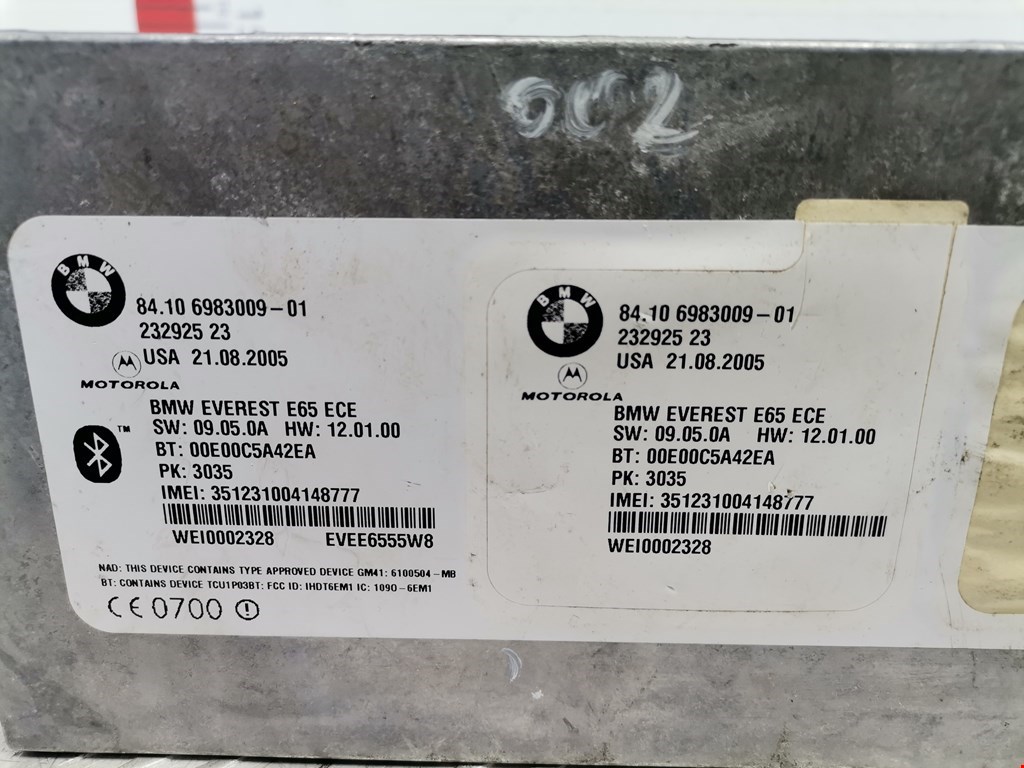 OC2
BMW
84.10 6983009-01
232925 23
USA 21.08.2005
MOTOROLA
BMW EVEREST E65 ECE
SW: 09.05.0A HW: 12.01.00
BT: 00E00C5A42EA
PK: 3035
IMEI: 351231004148777
WEI0002328 EVEE6555W8
NAD: THIS DEVICE CONTAINS TYPE APPROVED DEVICE GM41: 6100504-MB
BT: CONTAINS DEVICE TCU1P03BT: FCC ID: IHDT6EM1 IC: 1090-6EM1
CE 0700
TM
BMW
84.10 6983009-01
232925 23
USA 21.08.2005
MOTOROLA
BMW EVEREST E65 ECE
SW: 09.05.0A HW: 12.01.00
BT: 00E00C5A42EA
PK: 3035
IMEI: 351231004148777
WEI0002328